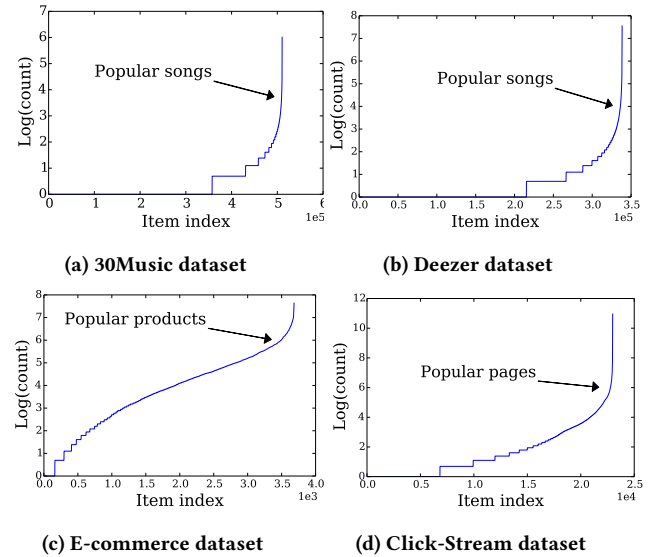 7
6
5
4
3
2
1
0
Log(count)
Popular songs
0 1 2 3 4 5 6
1e5
Item index
(a) 30Music dataset
8
7
6
5
4
3
2
1
0
Log(count)
Popular songs
0.0 0.5 1.0 1.5 2.0 2.5 3.0 3.5
1e5
Item index
(b) Deezer dataset
8
7
6
5
4
3
2
1
0
Log(count)
Popular products
0.0 0.5 1.0 1.5 2.0 2.5 3.0 3.5 4.0
1e3
Item index
(c) E-commerce dataset
12
10
8
6
4
2
0
Log(count)
Popular pages
0.0 0.5 1.0 1.5 2.0 2.5
1e4
Item index
(d) Click-Stream dataset